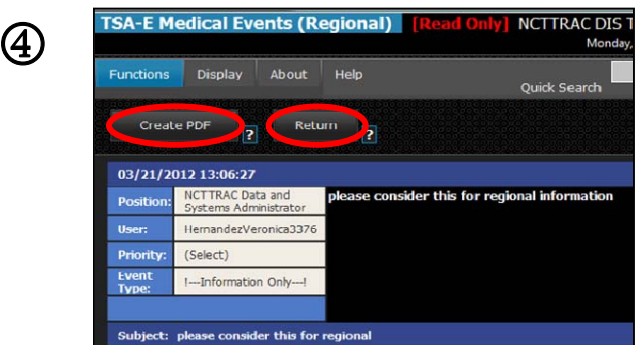 ④
TSA-E Medical Events (Regional) [Read Only] NCTTRAC DIS T
Monday,
Functions Display About Help
Quick Search
Create PDF ? Return ?
03/21/2012 13:06:27
Position: NCTTRAC Data and Systems Administrator
please consider this for regional information
User: HernandezVeronica3376
Priority: (Select)
Event Type: !---Information Only---!
Subject: please consider this for regional